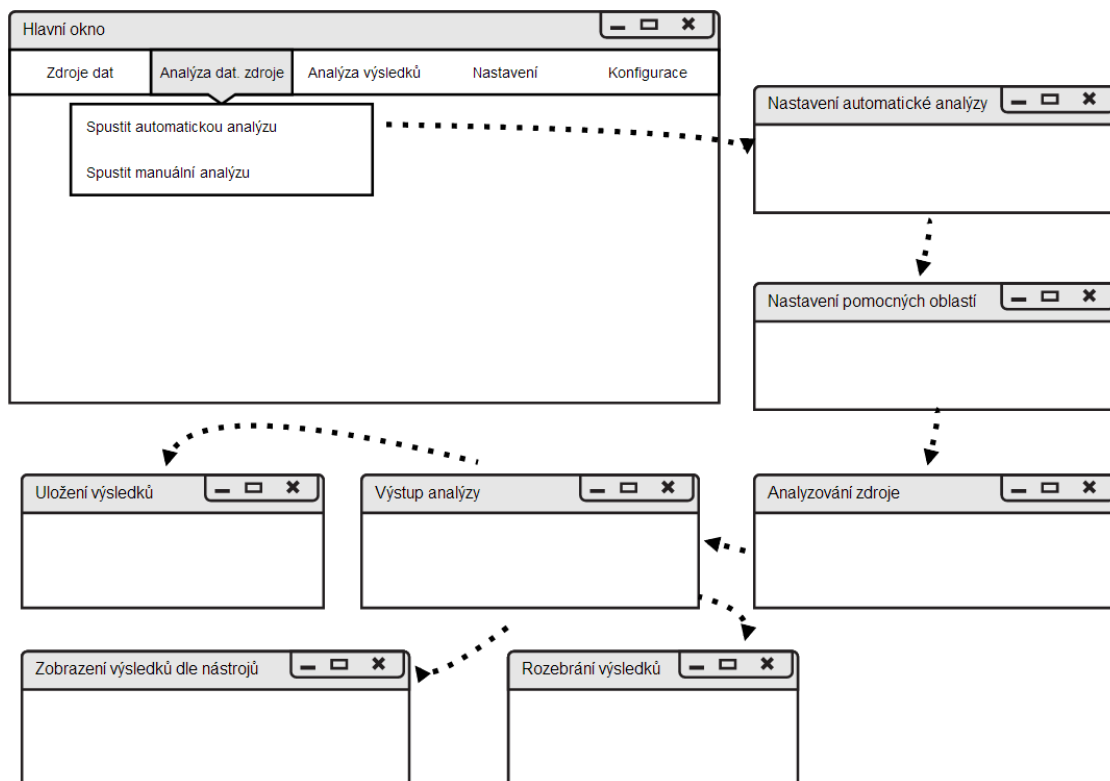 Hlavní okno
Zdroje dat
Analýza dat. zdroje
Analýza výsledků
Nastavení
Konfigurace
Spustit automatickou analýzu
Spustit manuální analýzu
Nastavení automatické analýzy
Nastavení pomocných oblastí
Uložení výsledků
Výstup analýzy
Analyzování zdroje
Zobrazení výsledků dle nástrojů
Rozebrání výsledků